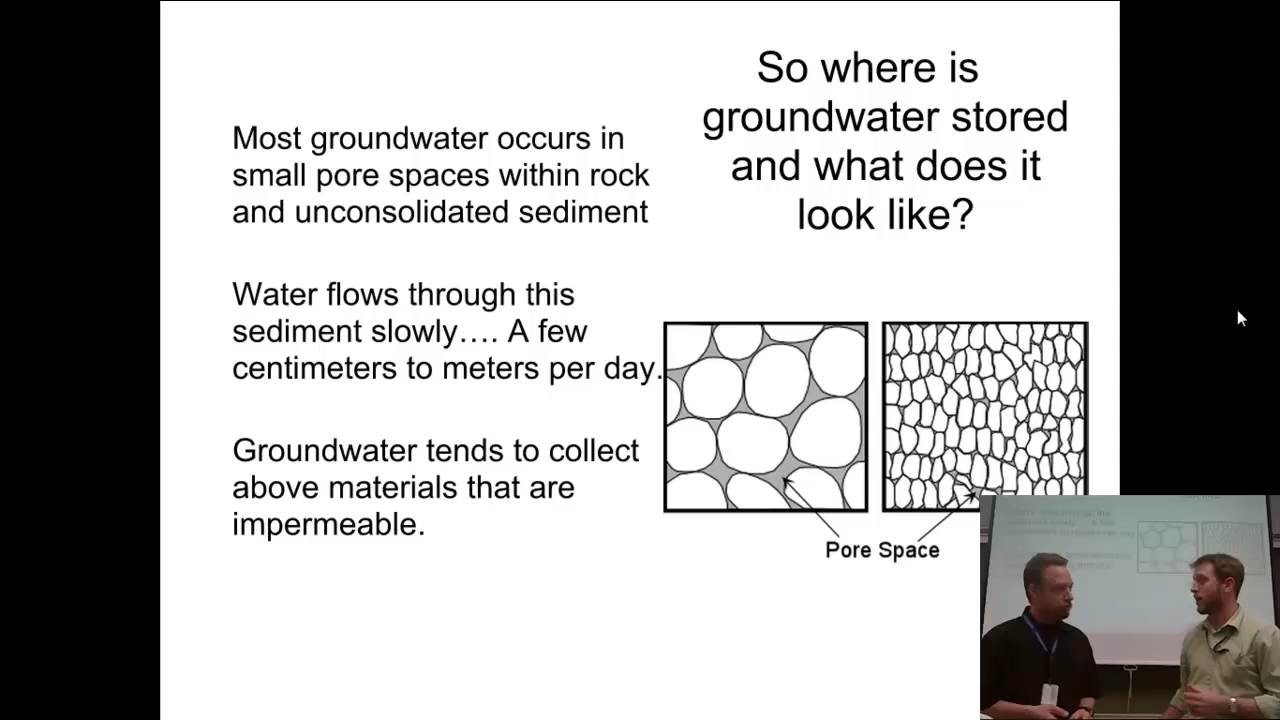 So where is
groundwater stored
and what does it
look like?
Most groundwater occurs in
small pore spaces within rock
and unconsolidated sediment
Water flows through this
sediment slowly…. A few
centimeters to meters per day.
Groundwater tends to collect
above materials that are
impermeable.
Pore Space